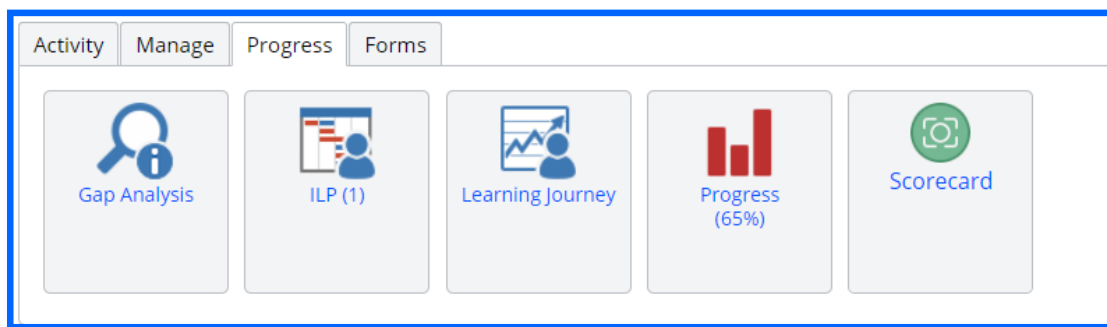 Activity Manage Progress Forms
Gap Analysis
ILP (1)
Learning Journey
Progress
(65%)
Scorecard